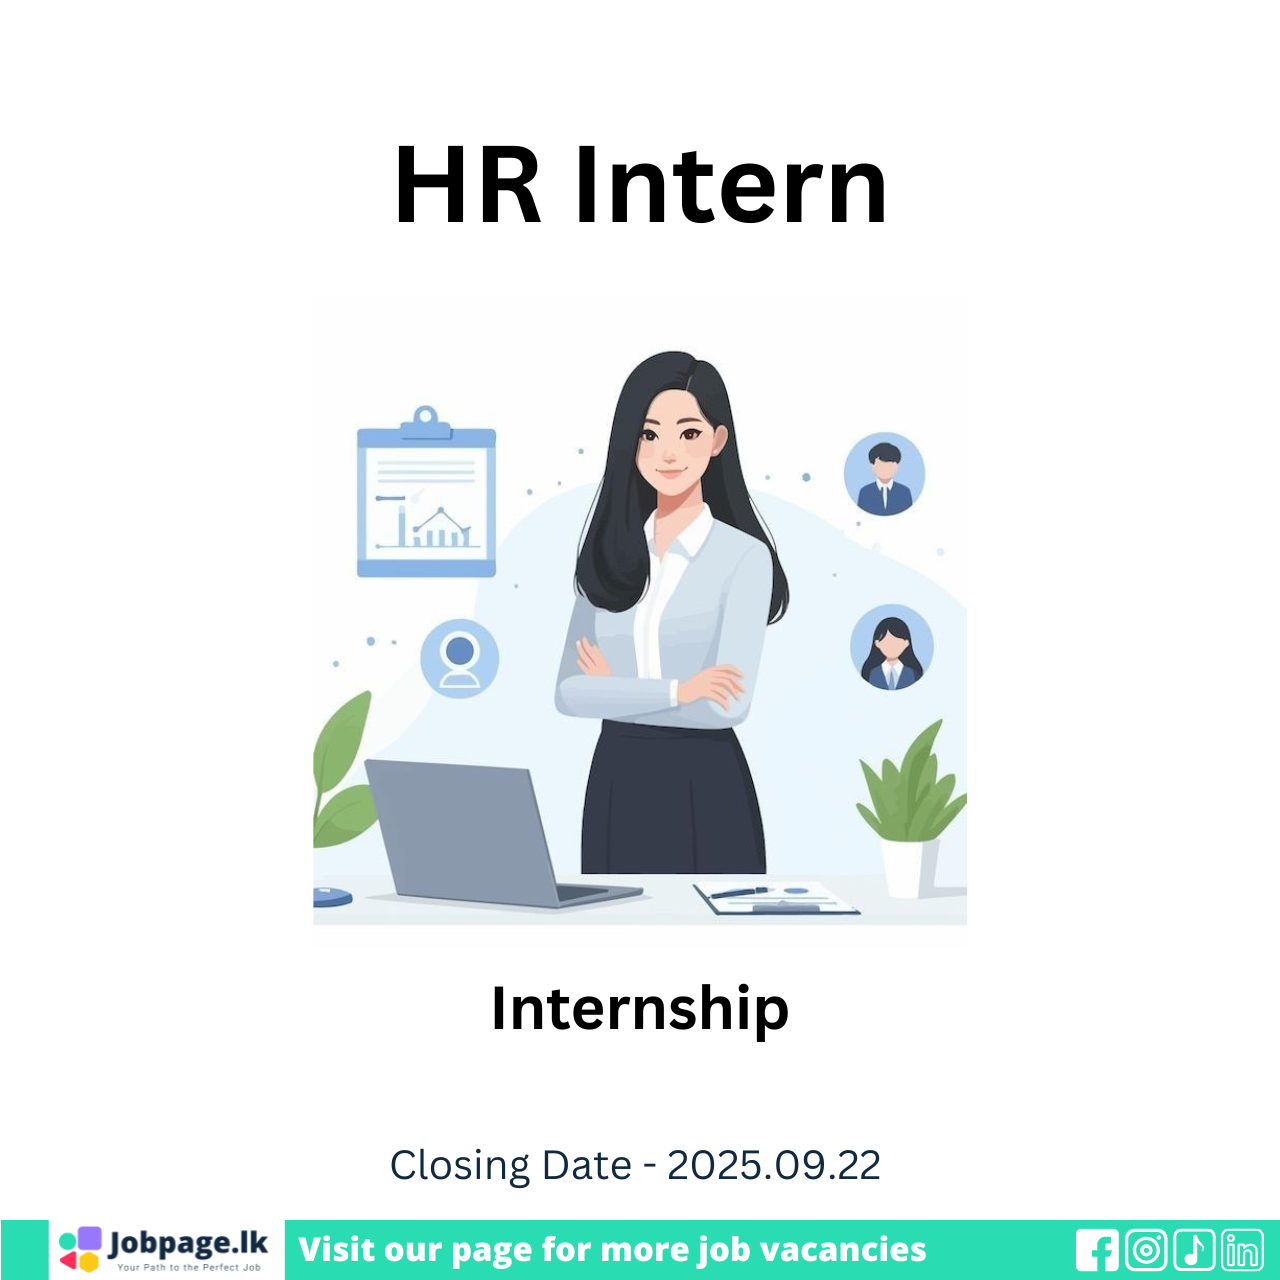 HR Intern
Internship
Closing Date - 2025.09.22
Jobpage.lk
Your Path to the Perfect Job
Visit our page for more job vacancies